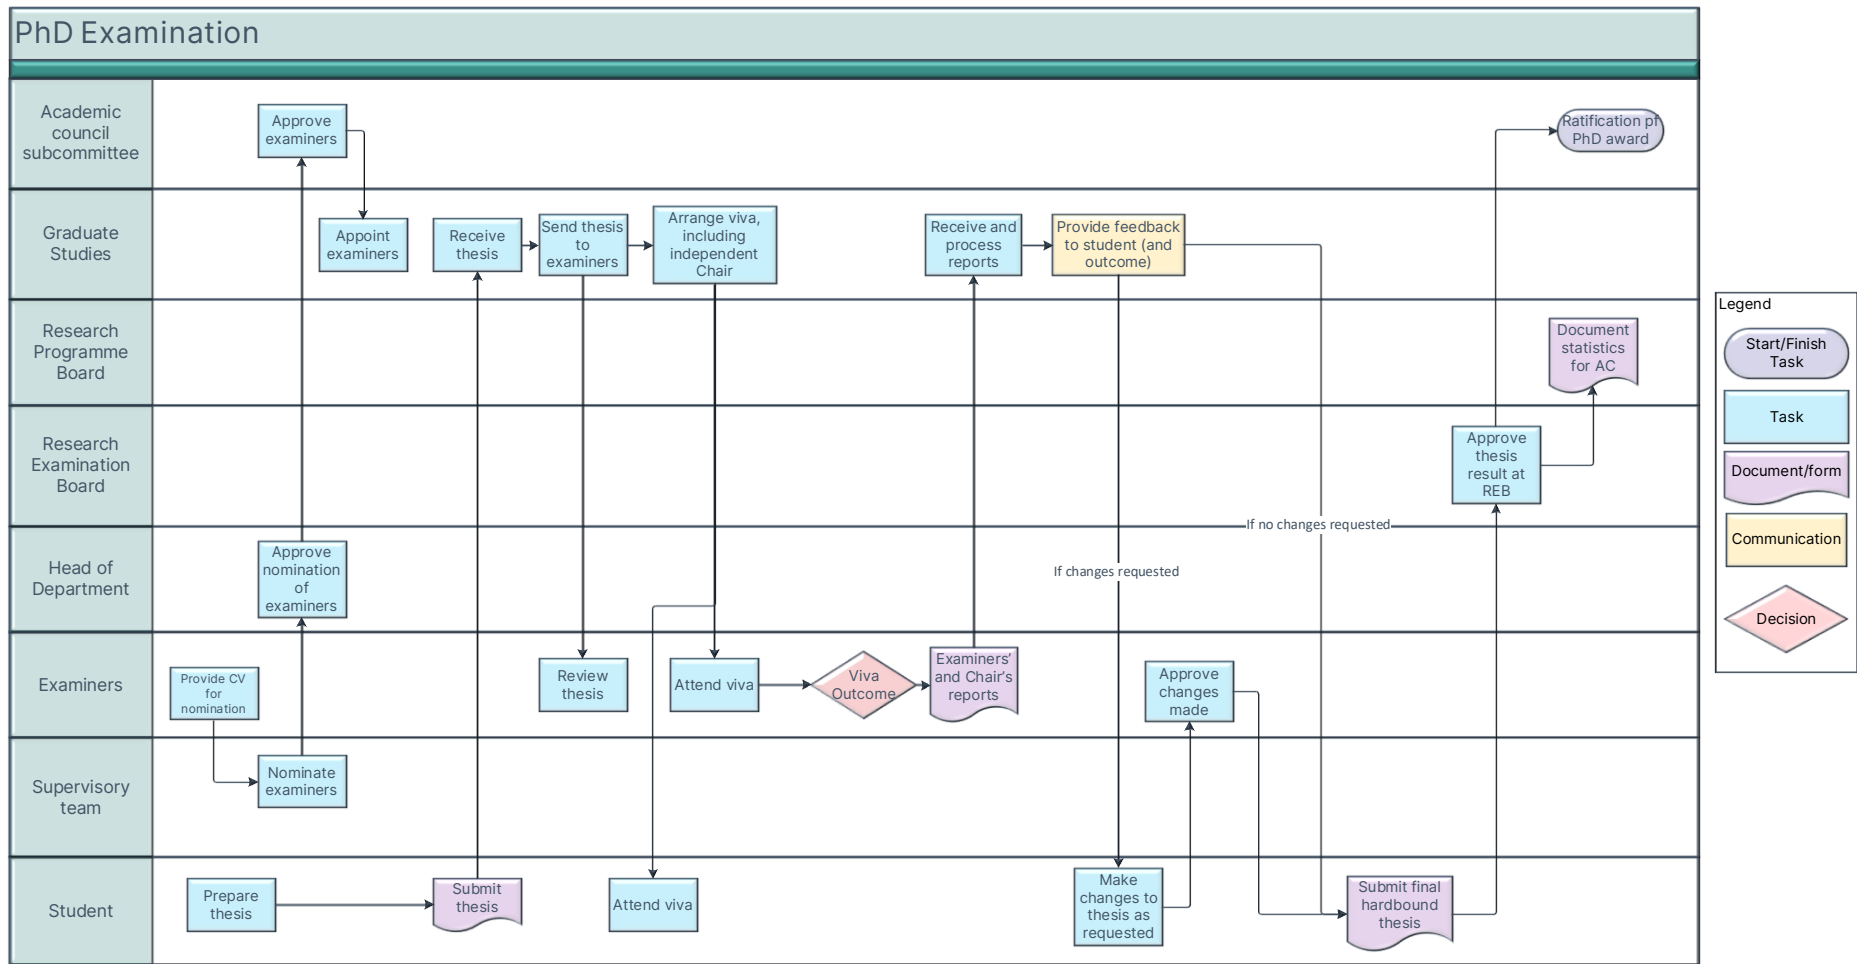 PhD Examination
Academic
council
subcommittee
Approve
examiners
Ratification pf
PhD award
Graduate
Studies
Appoint
examiners
Receive
thesis
Send thesis
to
examiners
Arrange viva,
including
independent
Chair
Receive and
process
reports
Provide feedback
to student (and
outcome)
Research
Programme
Board
Document
statistics
for AC
Research
Examination
Board
Approve
thesis
result at
REB
If no changes requested
Head of
Department
Approve
nomination
of
examiners
If changes requested
Examiners
Provide CV
for
nomination
Review
thesis
Attend viva
Viva
Outcome
Examiners’
and Chair’s
reports
Approve
changes
made
Supervisory
team
Nominate
examiners
Student
Prepare
thesis
Submit
thesis
Attend viva
Make
changes to
thesis as
requested
Submit final
hardbound
thesis
Legend
Start/Finish
Task
Task
Document/form
Communication
Decision